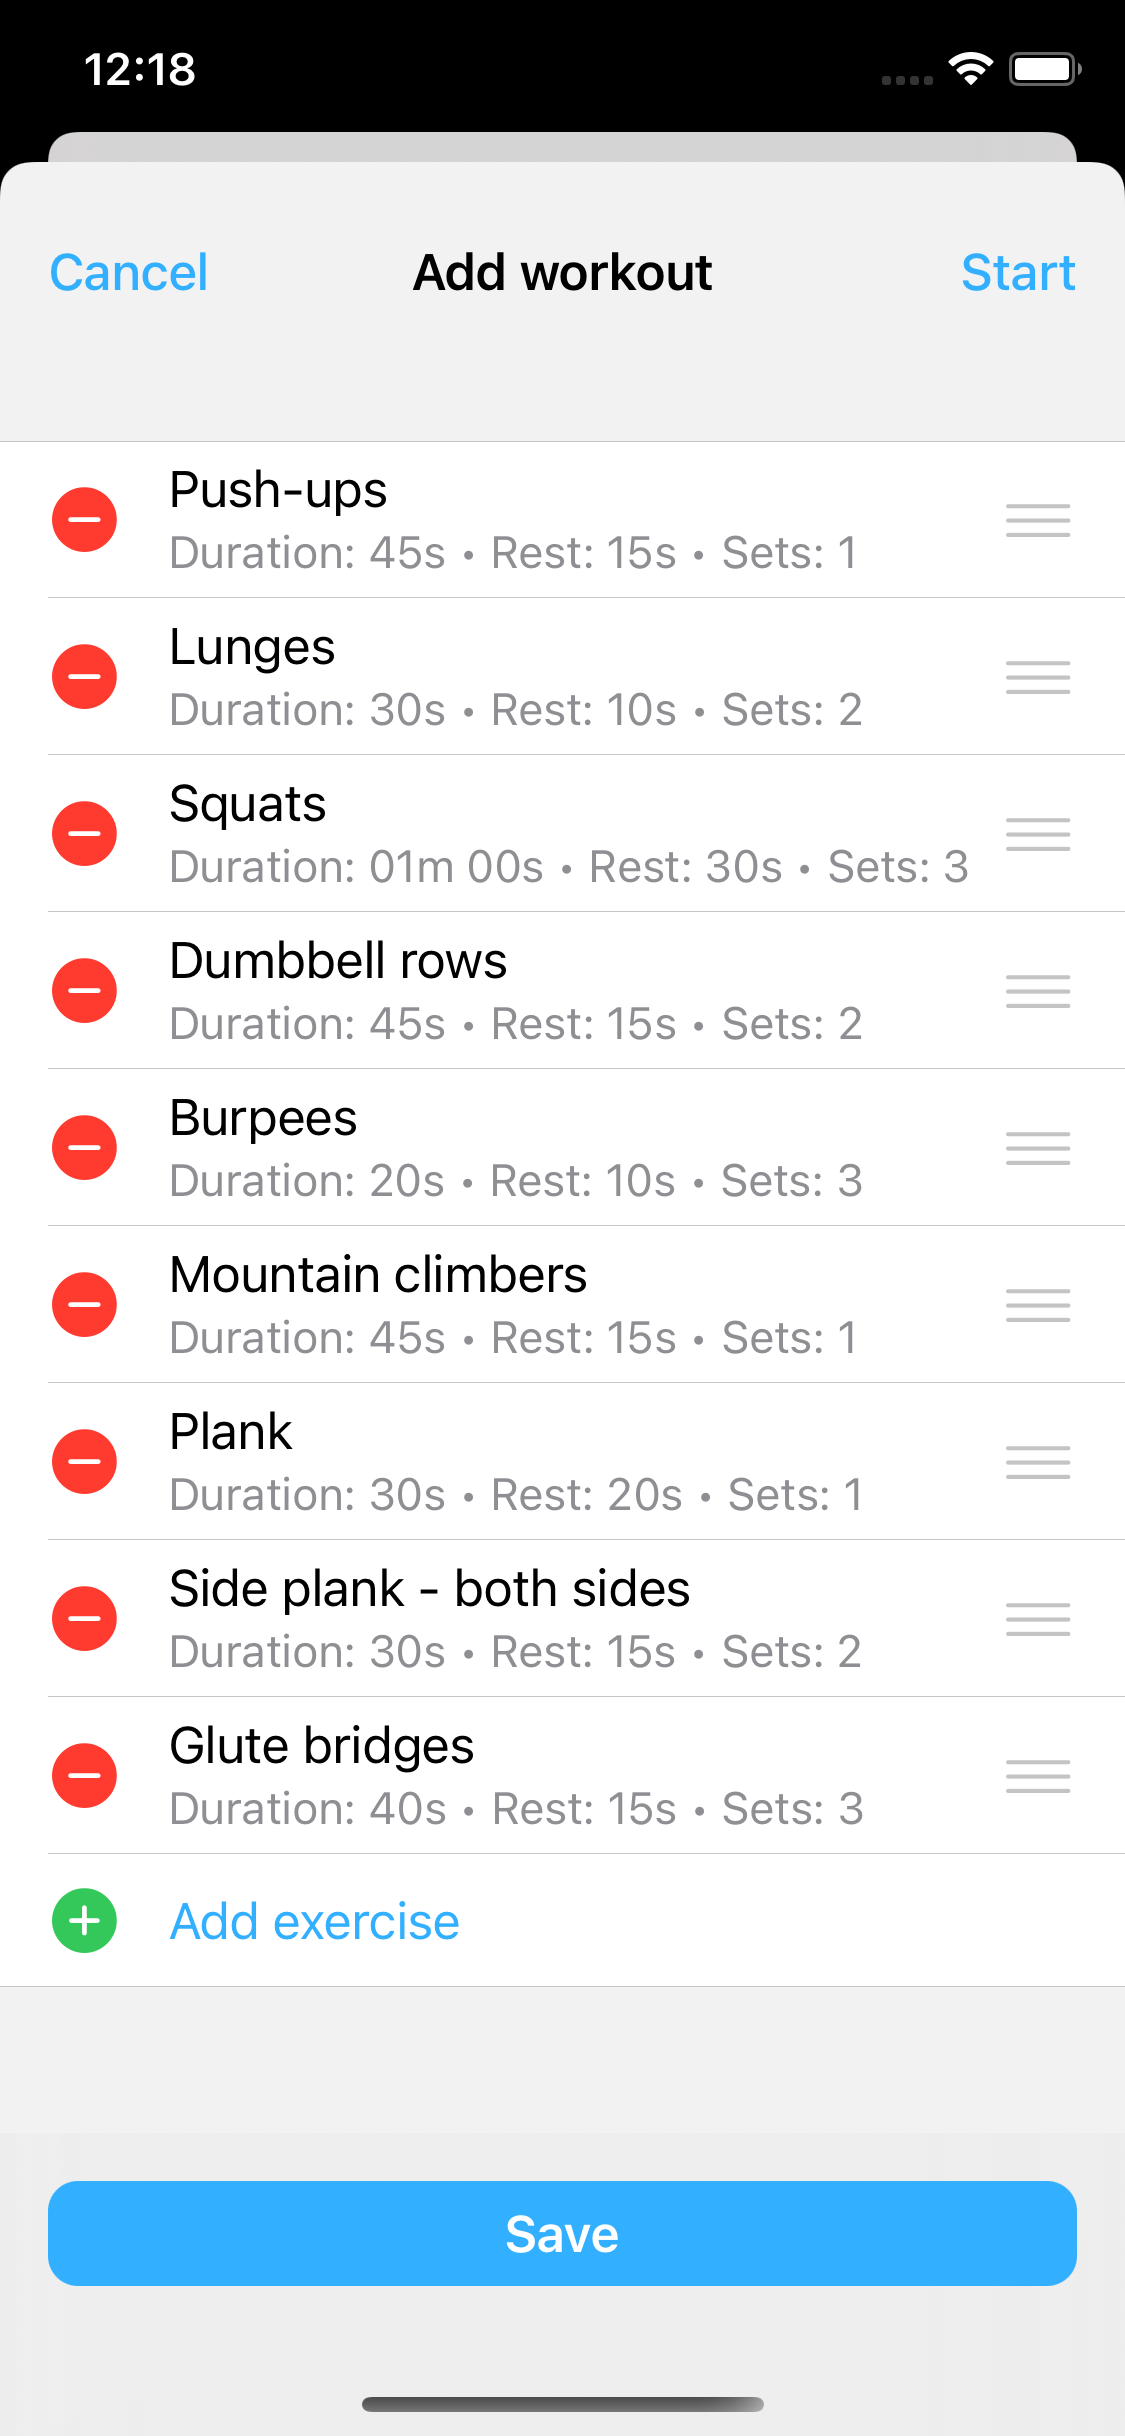 12:18
Cancel Add workout Start
Push-ups
Duration: 45s • Rest: 15s • Sets: 1
Lunges
Duration: 30s • Rest: 10s • Sets: 2
Squats
Duration: 01m 00s • Rest: 30s • Sets: 3
Dumbbell rows
Duration: 45s • Rest: 15s • Sets: 2
Burpees
Duration: 20s • Rest: 10s • Sets: 3
Mountain climbers
Duration: 45s • Rest: 15s • Sets: 1
Plank
Duration: 30s • Rest: 20s • Sets: 1
Side plank - both sides
Duration: 30s • Rest: 15s • Sets: 2
Glute bridges
Duration: 40s • Rest: 15s • Sets: 3
Add exercise
Save